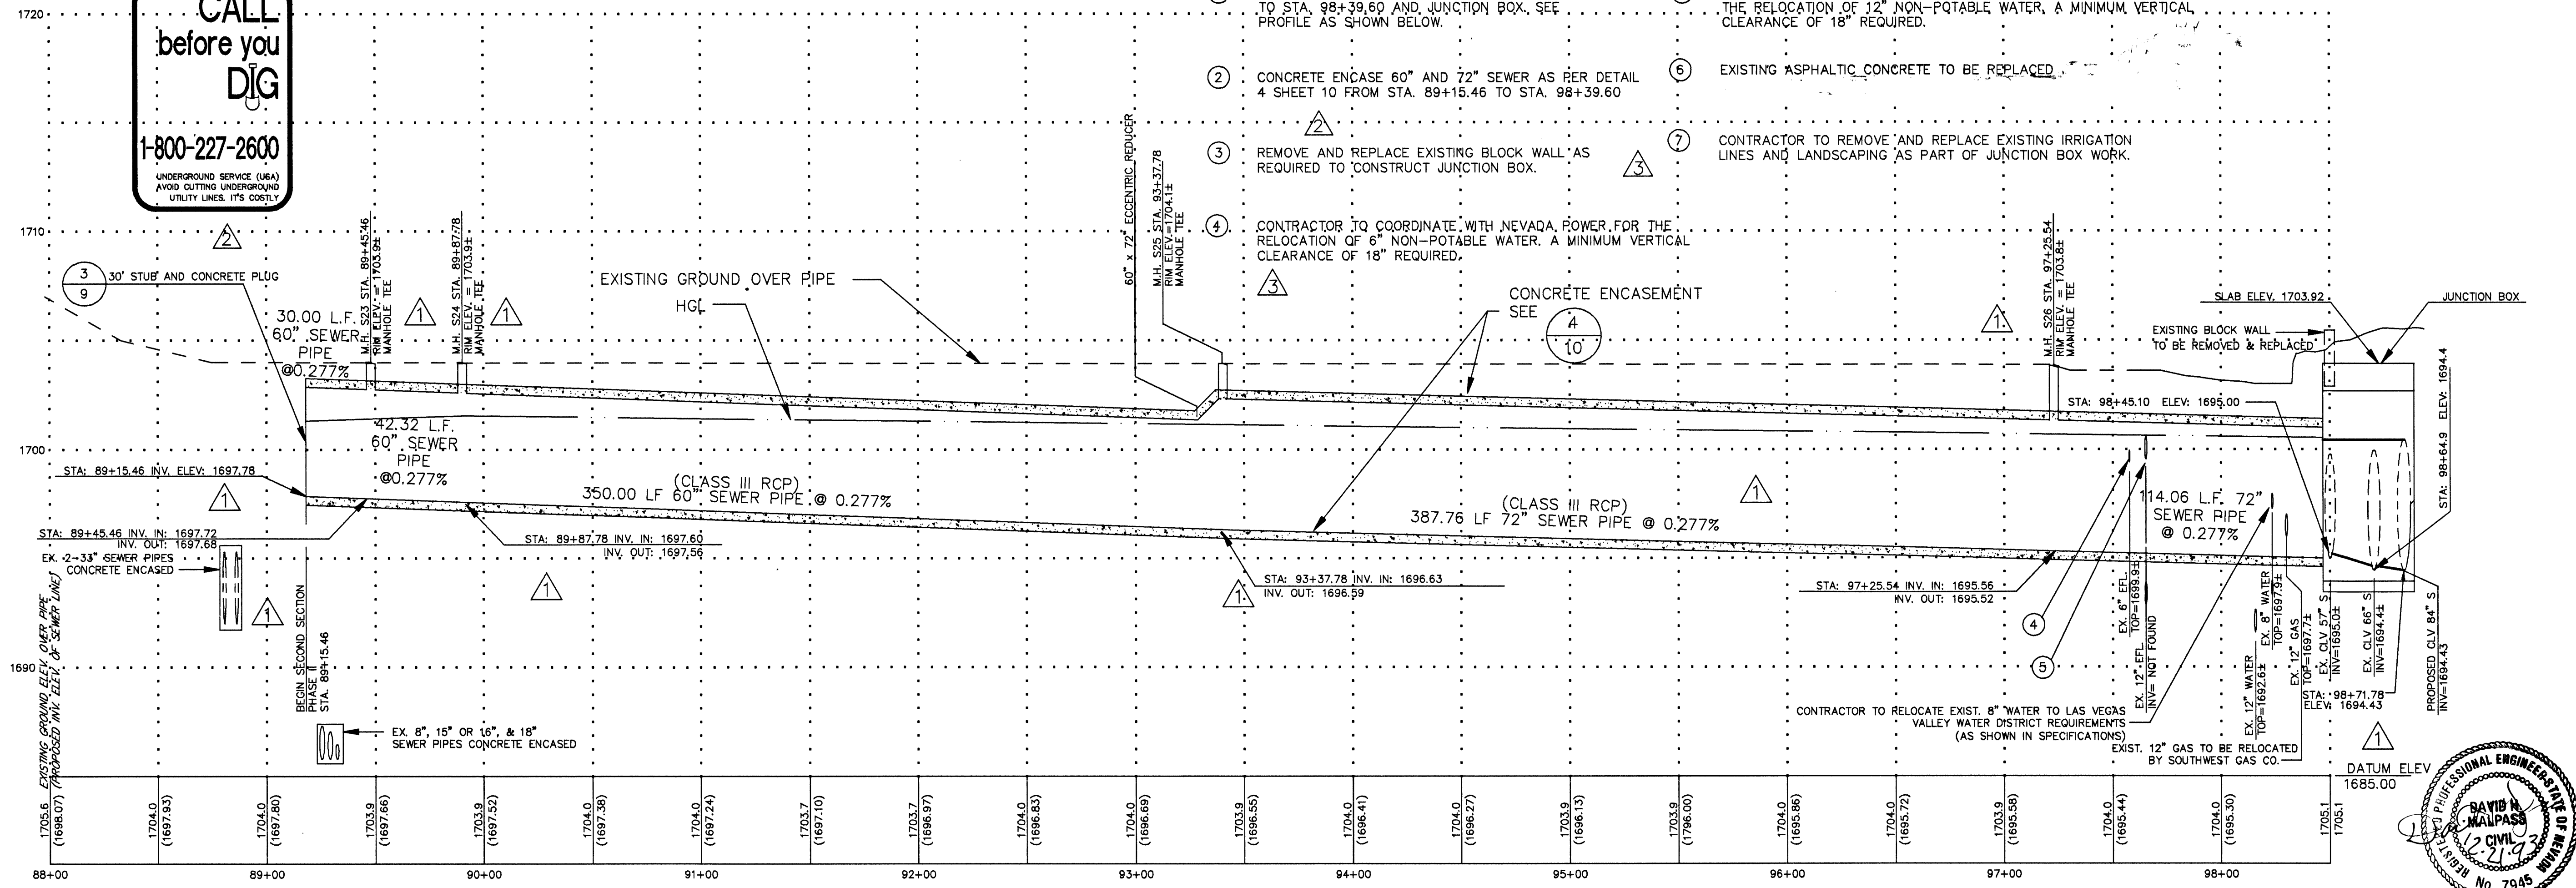 1720
1710
1700
1690
CALL
before you
DIG
1-800-227-2600
UNDERGROUND SERVICE (USA)
AVOID CUTTING UNDERGROUND
UTILITY LINES. IT'S COSTLY
TO STA. 98+39.60 AND JUNCTION BOX. SEE
PROFILE AS SHOWN BELOW.
2 CONCRETE ENCASE 60" AND 72" SEWER AS PER DETAIL
4 SHEET 10 FROM STA. 89+15.46 TO STA. 98+39.60
2
3 REMOVE AND REPLACE EXISTING BLOCK WALL AS
REQUIRED TO CONSTRUCT JUNCTION BOX.
3
4 CONTRACTOR TO COORDINATE WITH NEVADA POWER FOR THE
RELOCATION OF 6" NON-POTABLE WATER. A MINIMUM VERTICAL
CLEARANCE OF 18" REQUIRED.
3
THE RELOCATION OF 12" NON-POTABLE WATER, A MINIMUM VERTICAL
CLEARANCE OF 18" REQUIRED.
6 EXISTING ASPHALTIC CONCRETE TO BE REPLACED
7 CONTRACTOR TO REMOVE AND REPLACE EXISTING IRRIGATION
LINES AND LANDSCAPING AS PART OF JUNCTION BOX WORK.
2
3
9
30' STUB AND CONCRETE PLUG
30.00 L.F.
60" SEWER
PIPE
@0.277%
M.H. S23 STA. 89+45.46
RIM ELEV. = 1703.9±
MANHOLE TEE
1
M.H. S24 STA. 89+87.78
RIM ELEV. = 1703.9±
MANHOLE TEE
1
EXISTING GROUND OVER PIPE
HGL
60" x 72" ECCENTRIC REDUCER
M.H. S25 STA. 93+37.78
RIM ELEV.=1704.1±
MANHOLE TEE
CONCRETE ENCASEMENT
SEE
4
10
1
M.H. S26 STA. 97+25.54
RIM ELEV. = 1703.8±
MANHOLE TEE
SLAB ELEV. 1703.92
JUNCTION BOX
EXISTING BLOCK WALL
TO BE REMOVED & REPLACED
STA: 98+45.10 ELEV: 1695.00
STA: 98+64.9 ELEV: 1694.4
42.32 L.F.
60" SEWER
PIPE
@0.277%
STA: 89+15.46 INV. ELEV: 1697.78
1
(CLASS III RCP)
350.00 LF 60" SEWER PIPE @ 0.277%
(CLASS III RCP)
387.76 LF 72" SEWER PIPE @ 0.277%
1
114.06 L.F. 72"
SEWER PIPE
@ 0.277%
STA: 89+45.46 INV. IN: 1697.72
INV. OUT: 1697.68
STA: 89+87.78 INV. IN: 1697.60
INV. OUT: 1697.56
1
STA: 93+37.78 INV. IN: 1696.63
INV. OUT: 1696.59
1
STA: 97+25.54 INV. IN: 1695.56
INV. OUT: 1695.52
EX. 2-33" SEWER PIPES
CONCRETE ENCASED
1
BEGIN SECOND SECTION
PHASE II
STA. 89+15.46
EX. 8", 15" OR 16", & 18"
SEWER PIPES CONCRETE ENCASED
4
5
EX. 6" EFL.
TOP=1699.9±
EX. 12" EFL.
INV= NOT FOUND
EX. 12" WATER
TOP=1692.6±
EX. 8" WATER
TOP=1697.9±
EX. 12" GAS
TOP=1697.7±
EX. CLV 57" S
INV=1695.0±
EX. CLV 66" S
INV=1694.4±
PROPOSED CLV 84" S
INV=1694.43
STA: 98+71.78
ELEV: 1694.43
CONTRACTOR TO RELOCATE EXIST. 8" WATER TO LAS VEGAS
VALLEY WATER DISTRICT REQUIREMENTS
(AS SHOWN IN SPECIFICATIONS)
EXIST. 12" GAS TO BE RELOCATED
BY SOUTHWEST GAS CO.
1
DATUM ELEV
1685.00
EXISTING GROUND ELEV. OVER PIPE
(PROPOSED INV. ELEV. OF SEWER LINE)
1705.6
(1698.07)
1704.0
(1697.93)
1704.0
(1697.80)
1703.9
(1697.66)
1703.9
(1697.52)
1704.0
(1697.38)
1704.0
(1697.24)
1703.7
(1697.10)
1703.7
(1696.97)
1704.0
(1696.83)
1704.0
(1696.69)
1703.9
(1696.55)
1704.0
(1696.41)
1704.0
(1696.27)
1703.9
(1696.13)
1703.9
(1796.00)
1704.0
(1695.86)
1704.0
(1695.72)
1703.9
(1695.58)
1704.0
(1695.44)
1704.0
(1695.30)
1705.1
1705.1
88+00
89+00
90+00
91+00
92+00
93+00
94+00
95+00
96+00
97+00
98+00
REGISTERED PROFESSIONAL ENGINEER STATE OF NEVADA
DAVID N
MALPASS
CIVIL
12-21-93
No. 7945